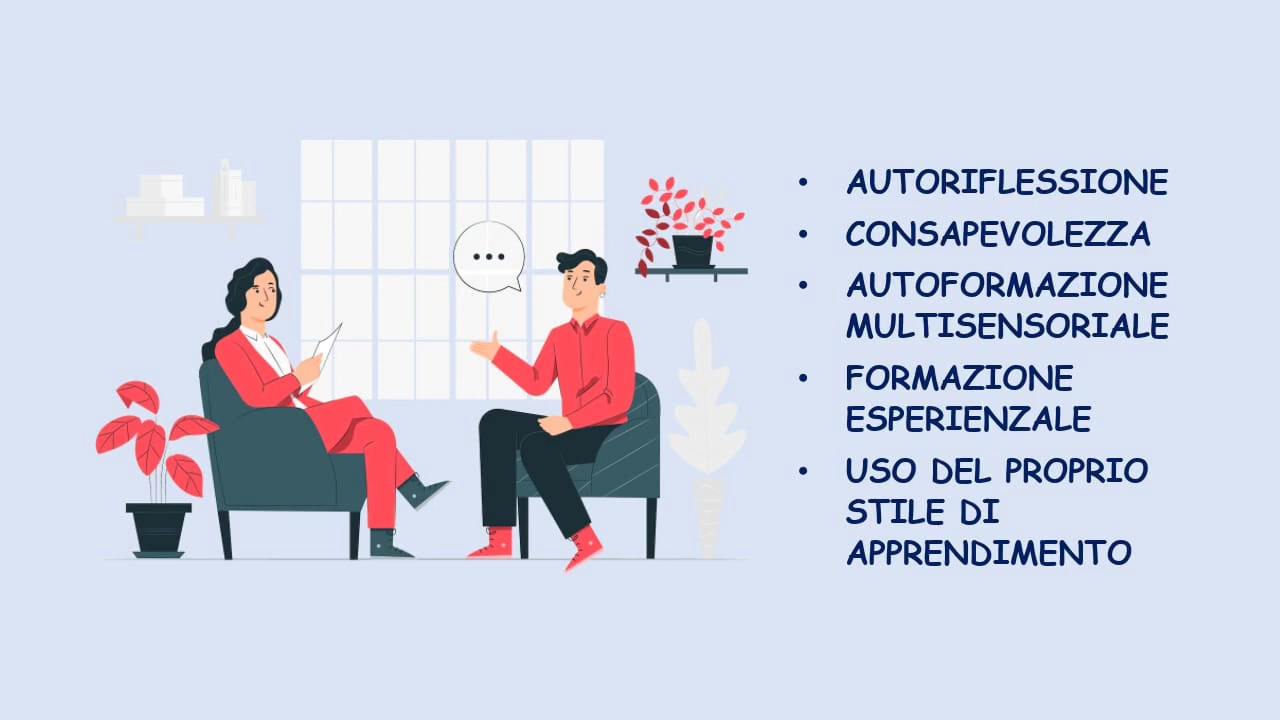 • AUTORIFLESSIONE
• CONSAPEVOLEZZA
• AUTOFORMAZIONE
MULTISENSORIALE
• FORMAZIONE
ESPERIENZALE
• USO DEL PROPRIO
STILE DI
APPRENDIMENTO